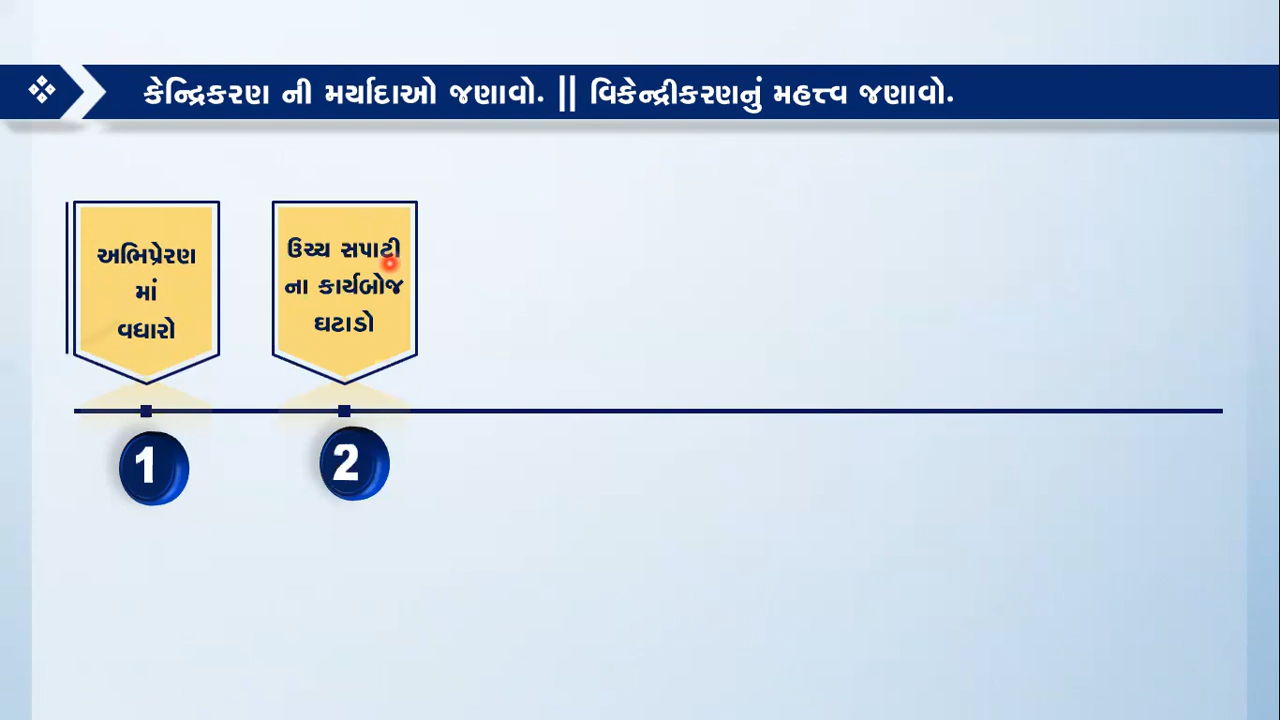 કેન્દ્રિકરણ ની મર્યાદાઓ જણાવો. || વિકેન્દ્રીકરણનું મહત્ત્વ જણાવો.
અભિપ્રેરણ
માં
વધારો
ઉચ્ચ સપાટી
ના કાર્યબોજ
ઘટાડો
1
2